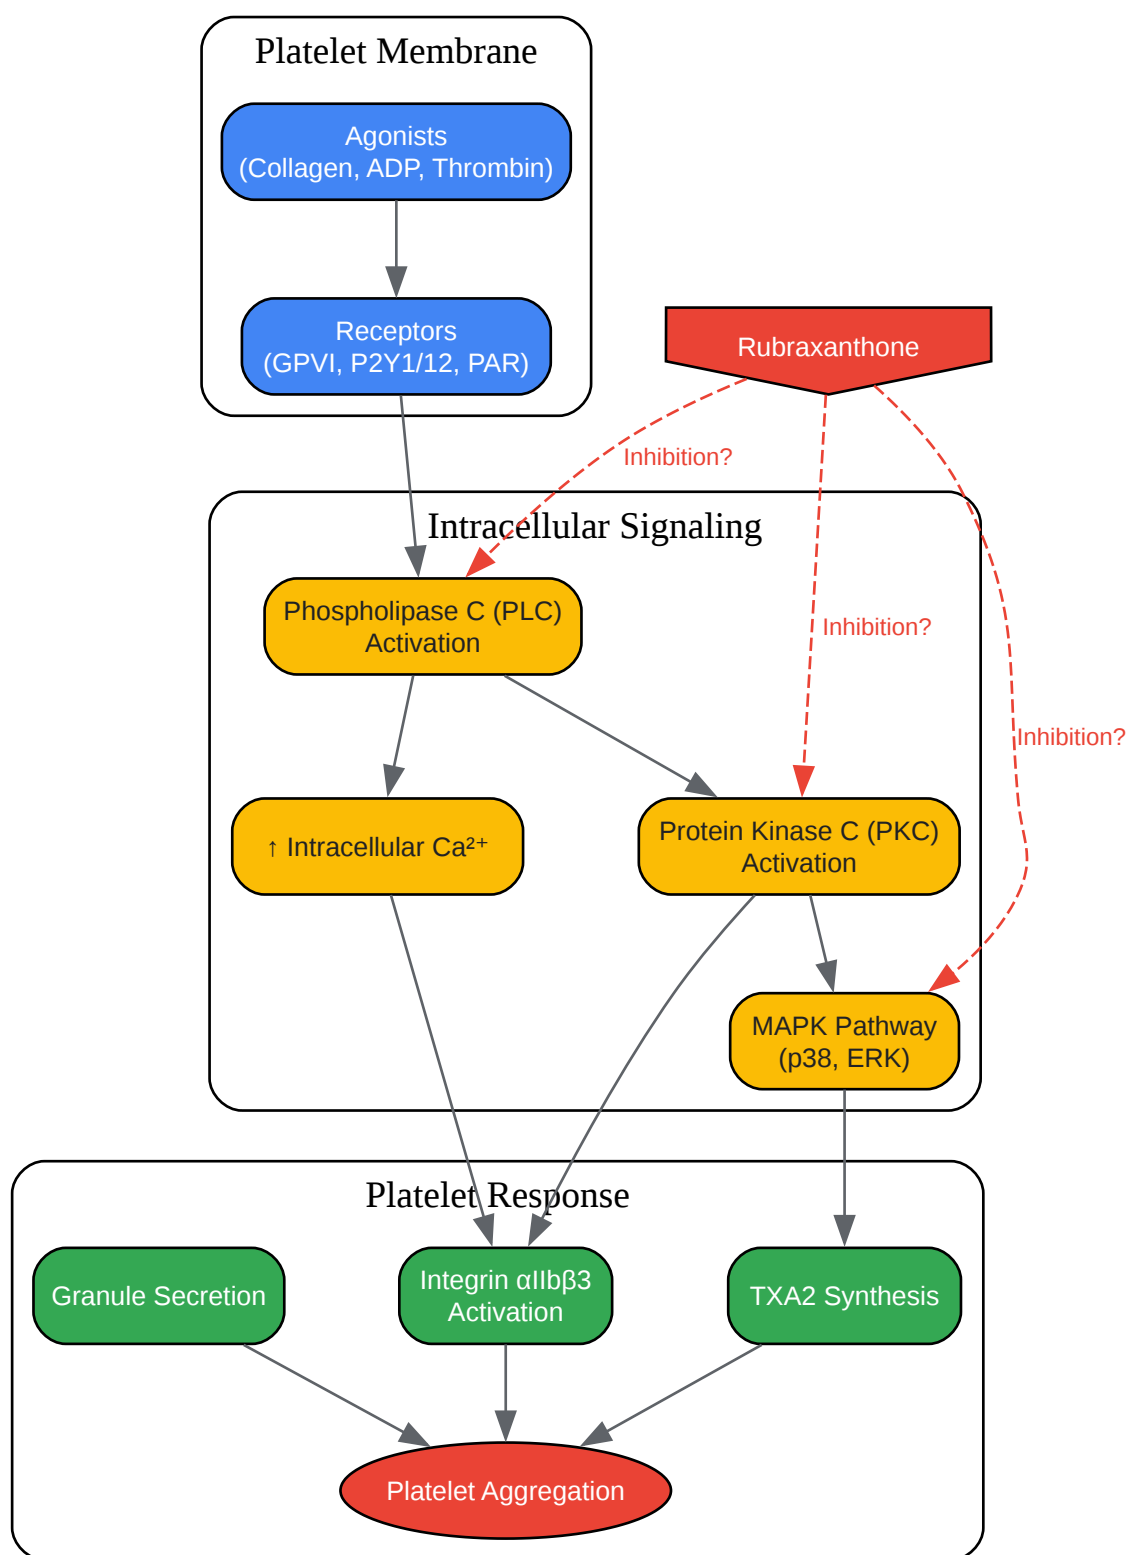 Platelet Membrane
Agonists
(Collagen, ADP, Thrombin)
Receptors
(GPVI, P2Y1/12, PAR)
Rubraxanthone
Inhibition?
Intracellular Signaling
Phospholipase C (PLC)
Activation
Inhibition?
Inhibition?
↑ Intracellular Ca²⁺
Protein Kinase C (PKC)
Activation
MAPK Pathway
(p38, ERK)
Platelet Response
Granule Secretion
Integrin αIIbβ3
Activation
TXA2 Synthesis
Platelet Aggregation